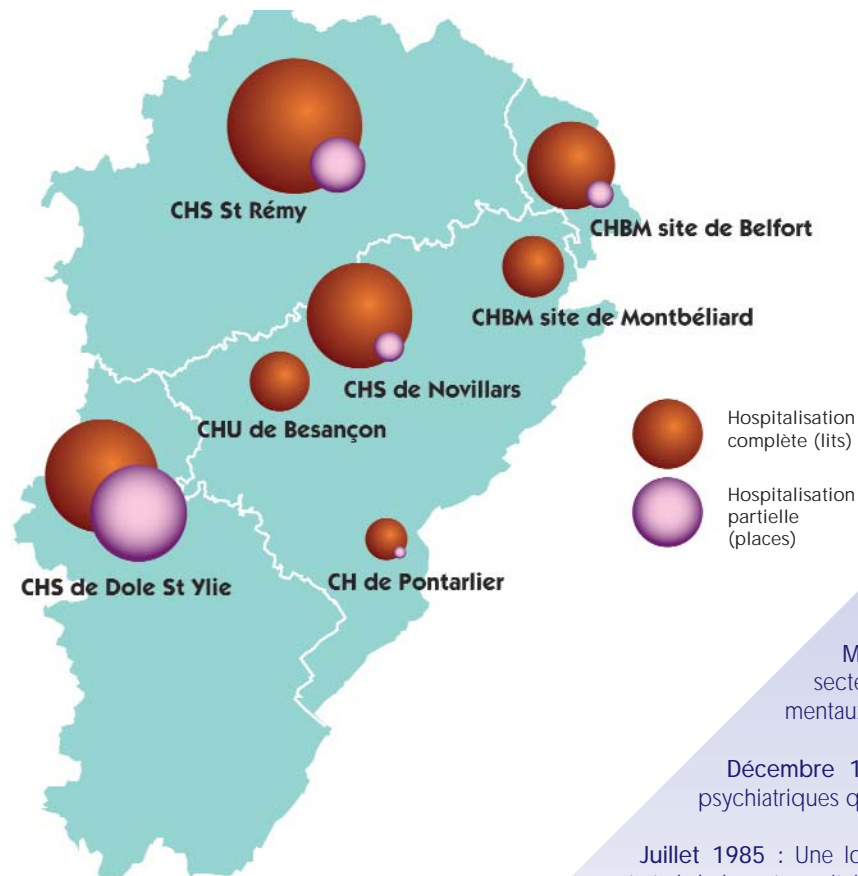 CHS St Rémy
CHBM site de Belfort
CHBM site de Montbéliard
CHS de Novillars
CHU de Besançon
CHS de Dole St Ylie
CH de Pontarlier
Hospitalisation
complète (lits)
Hospitalisation
partielle
(places)
M
secte
mentau
Décembre 1
psychiatriques q
Juillet 1985 : Une lo